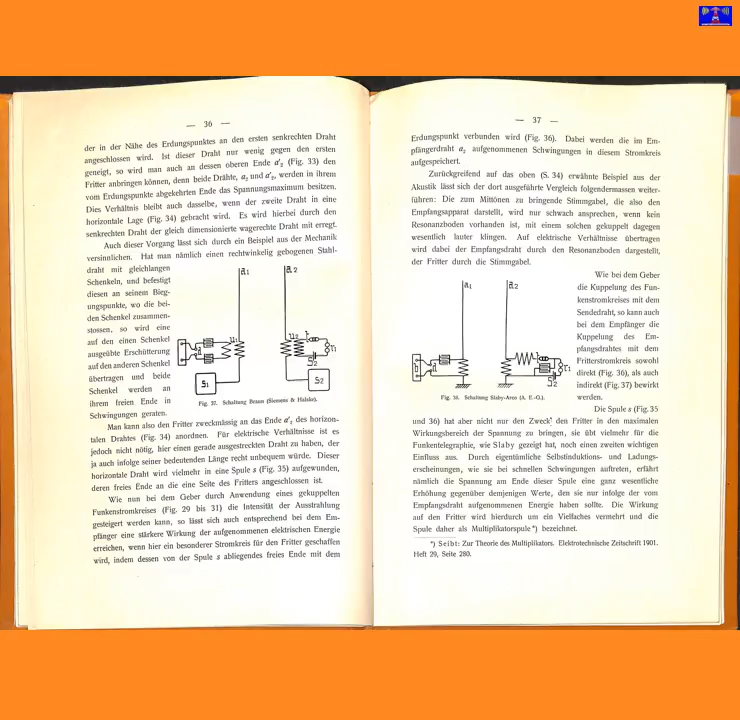 — 36 —
der in der Nähe des Erdungspunktes an den ersten senkrechten Draht
angeschlossen wird. Ist dieser Draht nur wenig gegen den ersten
geneigt, so wird man auch an dessen oberen Ende a'₂ (Fig. 33) den
Fritter anbringen können, denn beide Drähte, a₂ und a'₂, werden in ihrem
vom Erdungspunkte abgekehrten Ende das Spannungsmaximum besitzen.
Dies Verhältnis bleibt auch dasselbe, wenn der zweite Draht in eine
horizontale Lage (Fig. 34) gebracht wird. Es wird hierbei durch den
senkrechten Draht der gleich dimensionierte wagerechte Draht mit erregt.
Auch dieser Vorgang lässt sich durch ein Beispiel aus der Mechanik
versinnlichen. Hat man nämlich einen rechtwinkelig gebogenen Stahl-
draht mit gleichlangen
Schenkeln, und befestigt
diesen an seinem Bieg-
ungspunkte, wo die bei-
den Schenkel zusammen-
stossen, so wird eine
auf den einen Schenkel
ausgeübte Erschütterung
auf den anderen Schenkel
übertragen und beide
Schenkel werden an
ihrem freien Ende in
Schwingungen geraten.
a₁
a₂
u₁
u₂
S₁
S₂
Fig. 37. Schaltung Braun (Siemens & Halske).
Man kann also den Fritter zweckmässig an das Ende a'₂ des horizon-
talen Drahtes (Fig. 34) anordnen. Für elektrische Verhältnisse ist es
jedoch nicht nötig, hier einen gerade ausgestreckten Draht zu haben, der
ja auch infolge seiner bedeutenden Länge recht unbequem würde. Dieser
horizontale Draht wird vielmehr in eine Spule s (Fig. 35) aufgewunden,
deren freies Ende an die eine Seite des Fritters angeschlossen ist.
Wie nun bei dem Geber durch Anwendung eines gekuppelten
Funkenstromkreises (Fig. 29 bis 31) die Intensität der Ausstrahlung
gesteigert werden kann, so lässt sich auch entsprechend bei dem Em-
pfänger eine stärkere Wirkung der aufgenommenen elektrischen Energie
erreichen, wenn hier ein besonderer Stromkreis für den Fritter geschaffen
wird, indem dessen von der Spule s abliegendes freies Ende mit dem
— 37 —
Erdungspunkt verbunden wird (Fig. 36). Dabei werden die im Em-
pfängerdraht a₂ aufgenommenen Schwingungen in diesem Stromkreis
aufgespeichert.
Zurückgreifend auf das oben (S. 34) erwähnte Beispiel aus der
Akustik lässt sich der dort ausgeführte Vergleich folgendermassen weiter-
führen: Die zum Mittönen zu bringende Stimmgabel, die also den
Empfangsapparat darstellt, wird nur schwach ansprechen, wenn kein
Resonanzboden vorhanden ist, mit einem solchen gekuppelt dagegen
wesentlich lauter klingen. Auf elektrische Verhältnisse übertragen
wird dabei der Empfangsdraht durch den Resonanzboden dargestellt,
der Fritter durch die Stimmgabel.
a₁
a₂
S₂
Fig. 36. Schaltung Slaby-Arco (A. E.-G.).
Wie bei dem Geber
die Kuppelung des Fun-
kenstromkreises mit dem
Sendedraht, so kann auch
bei dem Empfänger die
Kuppelung des Em-
pfangsdrahtes mit dem
Fritterstromkreis sowohl
direkt (Fig. 36), als auch
indirekt (Fig. 37) bewirkt
werden.
Die Spule s (Fig. 35
und 36) hat aber nicht nur den Zweck, den Fritter in den maximalen
Wirkungsbereich der Spannung zu bringen, sie übt vielmehr für die
Funkentelegraphie, wie Slaby gezeigt hat, noch einen zweiten wichtigen
Einfluss aus. Durch eigentümliche Selbstinduktions- und Ladungs-
erscheinungen, wie sie bei schnellen Schwingungen auftreten, erfährt
nämlich die Spannung am Ende dieser Spule eine ganz wesentliche
Erhöhung gegenüber demjenigen Werte, den sie nur infolge der vom
Empfangsdraht aufgenommenen Energie haben sollte. Die Wirkung
auf den Fritter wird hierdurch um ein Vielfaches vermehrt und die
Spule daher als Multiplikatorspule*) bezeichnet.
*) Seibt: Zur Theorie des Multiplikators. Elektrotechnische Zeitschrift 1901.
Heft 29, Seite 280.